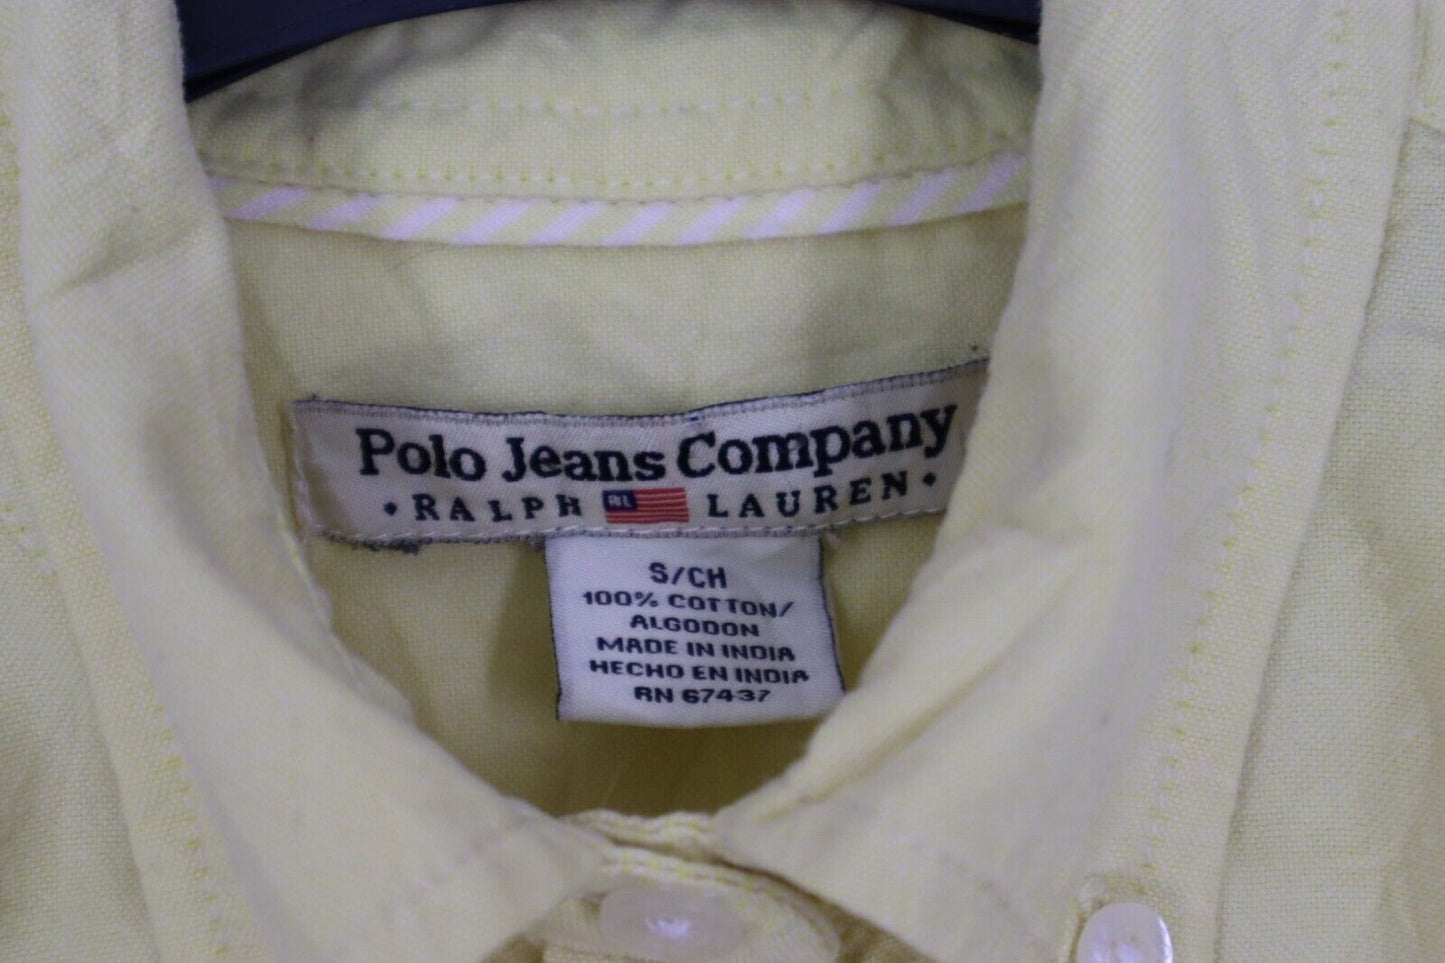 Polo Jeans Company
• RALPH RL LAUREN •
S/CH
100% COTTON/
ALGODON
MADE IN INDIA
HECHO EN INDIA
RN 67437